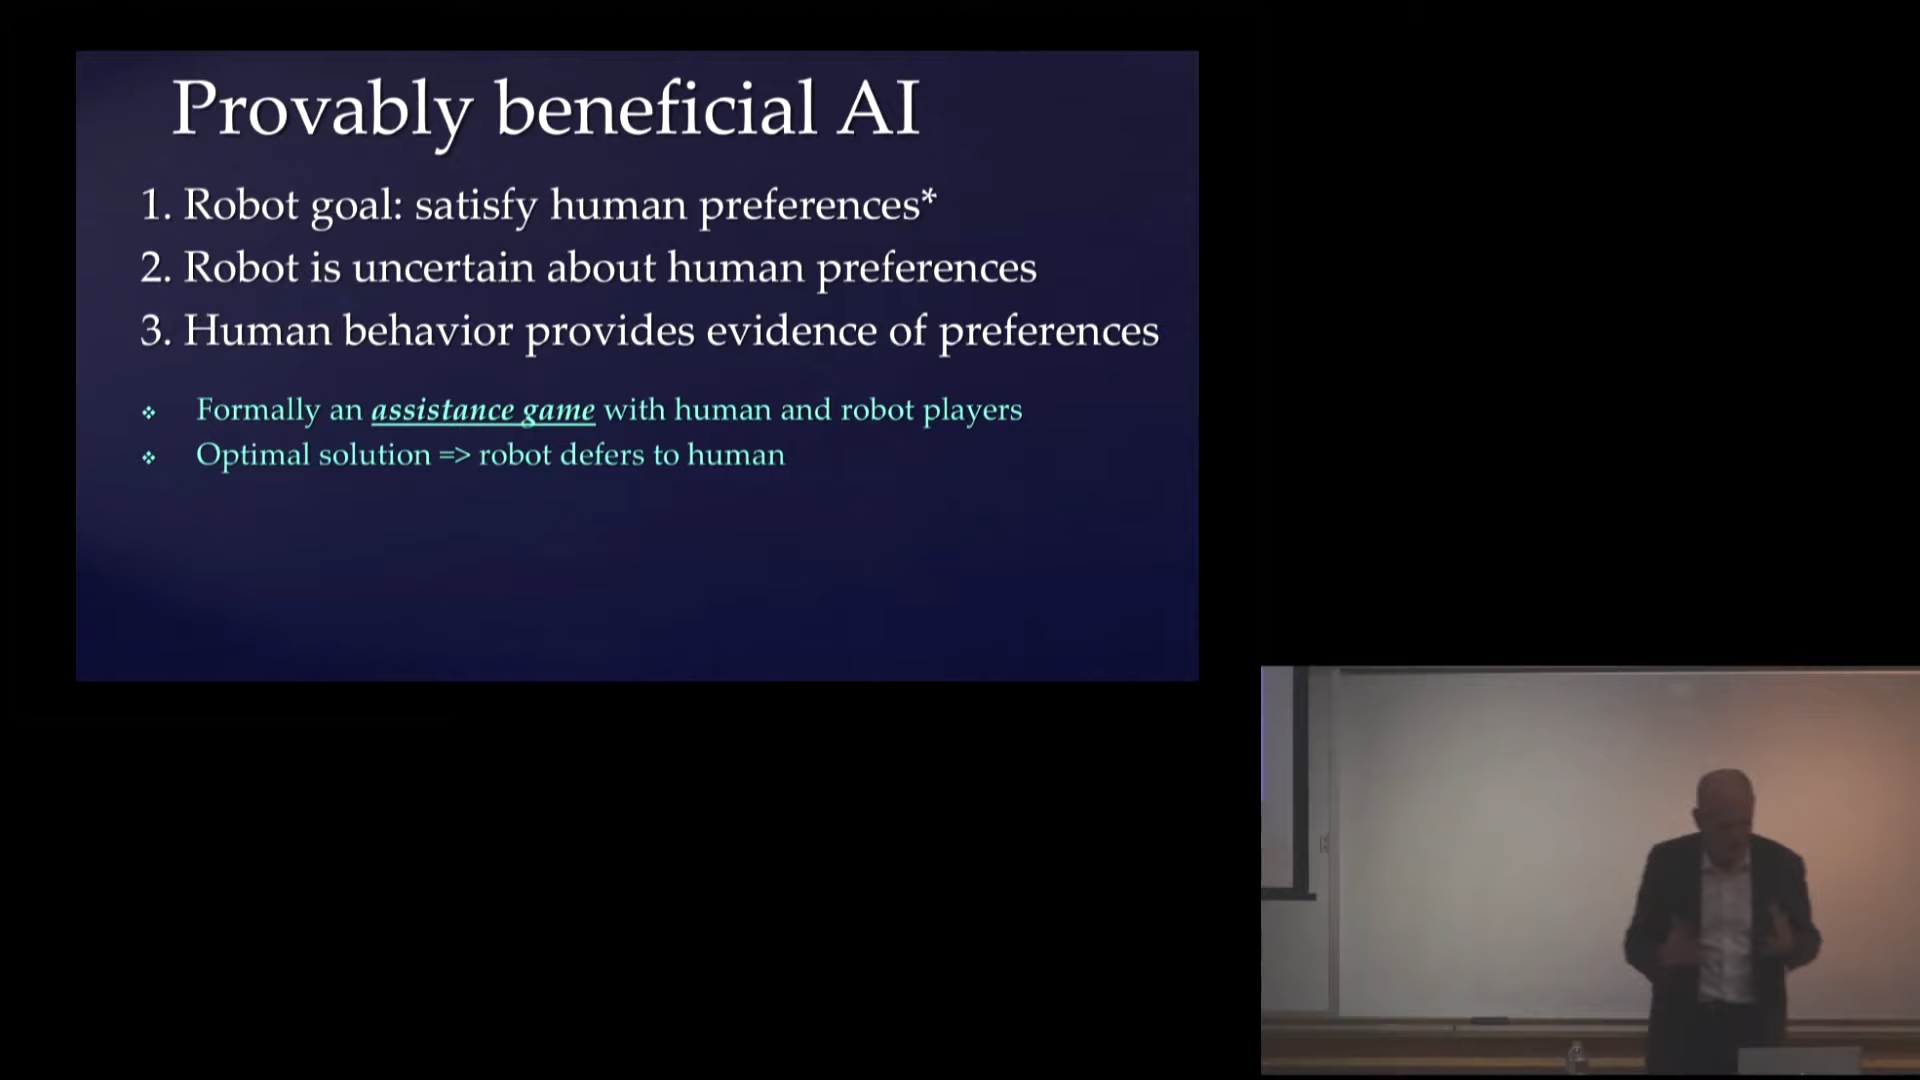 Provably beneficial AI
1. Robot goal: satisfy human preferences*
2. Robot is uncertain about human preferences
3. Human behavior provides evidence of preferences
❖ Formally an assistance game with human and robot players
❖ Optimal solution => robot defers to human